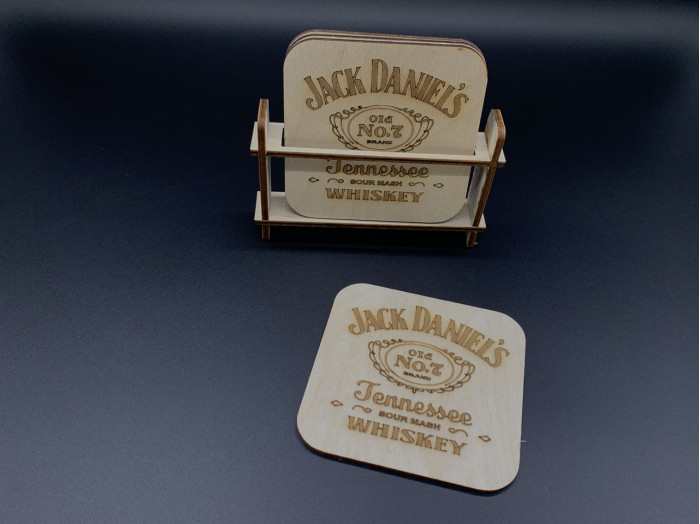 JACK DANIEL'S
OLD
No.7
BRAND
Tennessee
SOUR MASH
WHISKEY
JACK DANIEL'S
OLD
No.7
BRAND
Tennessee
SOUR MASH
WHISKEY